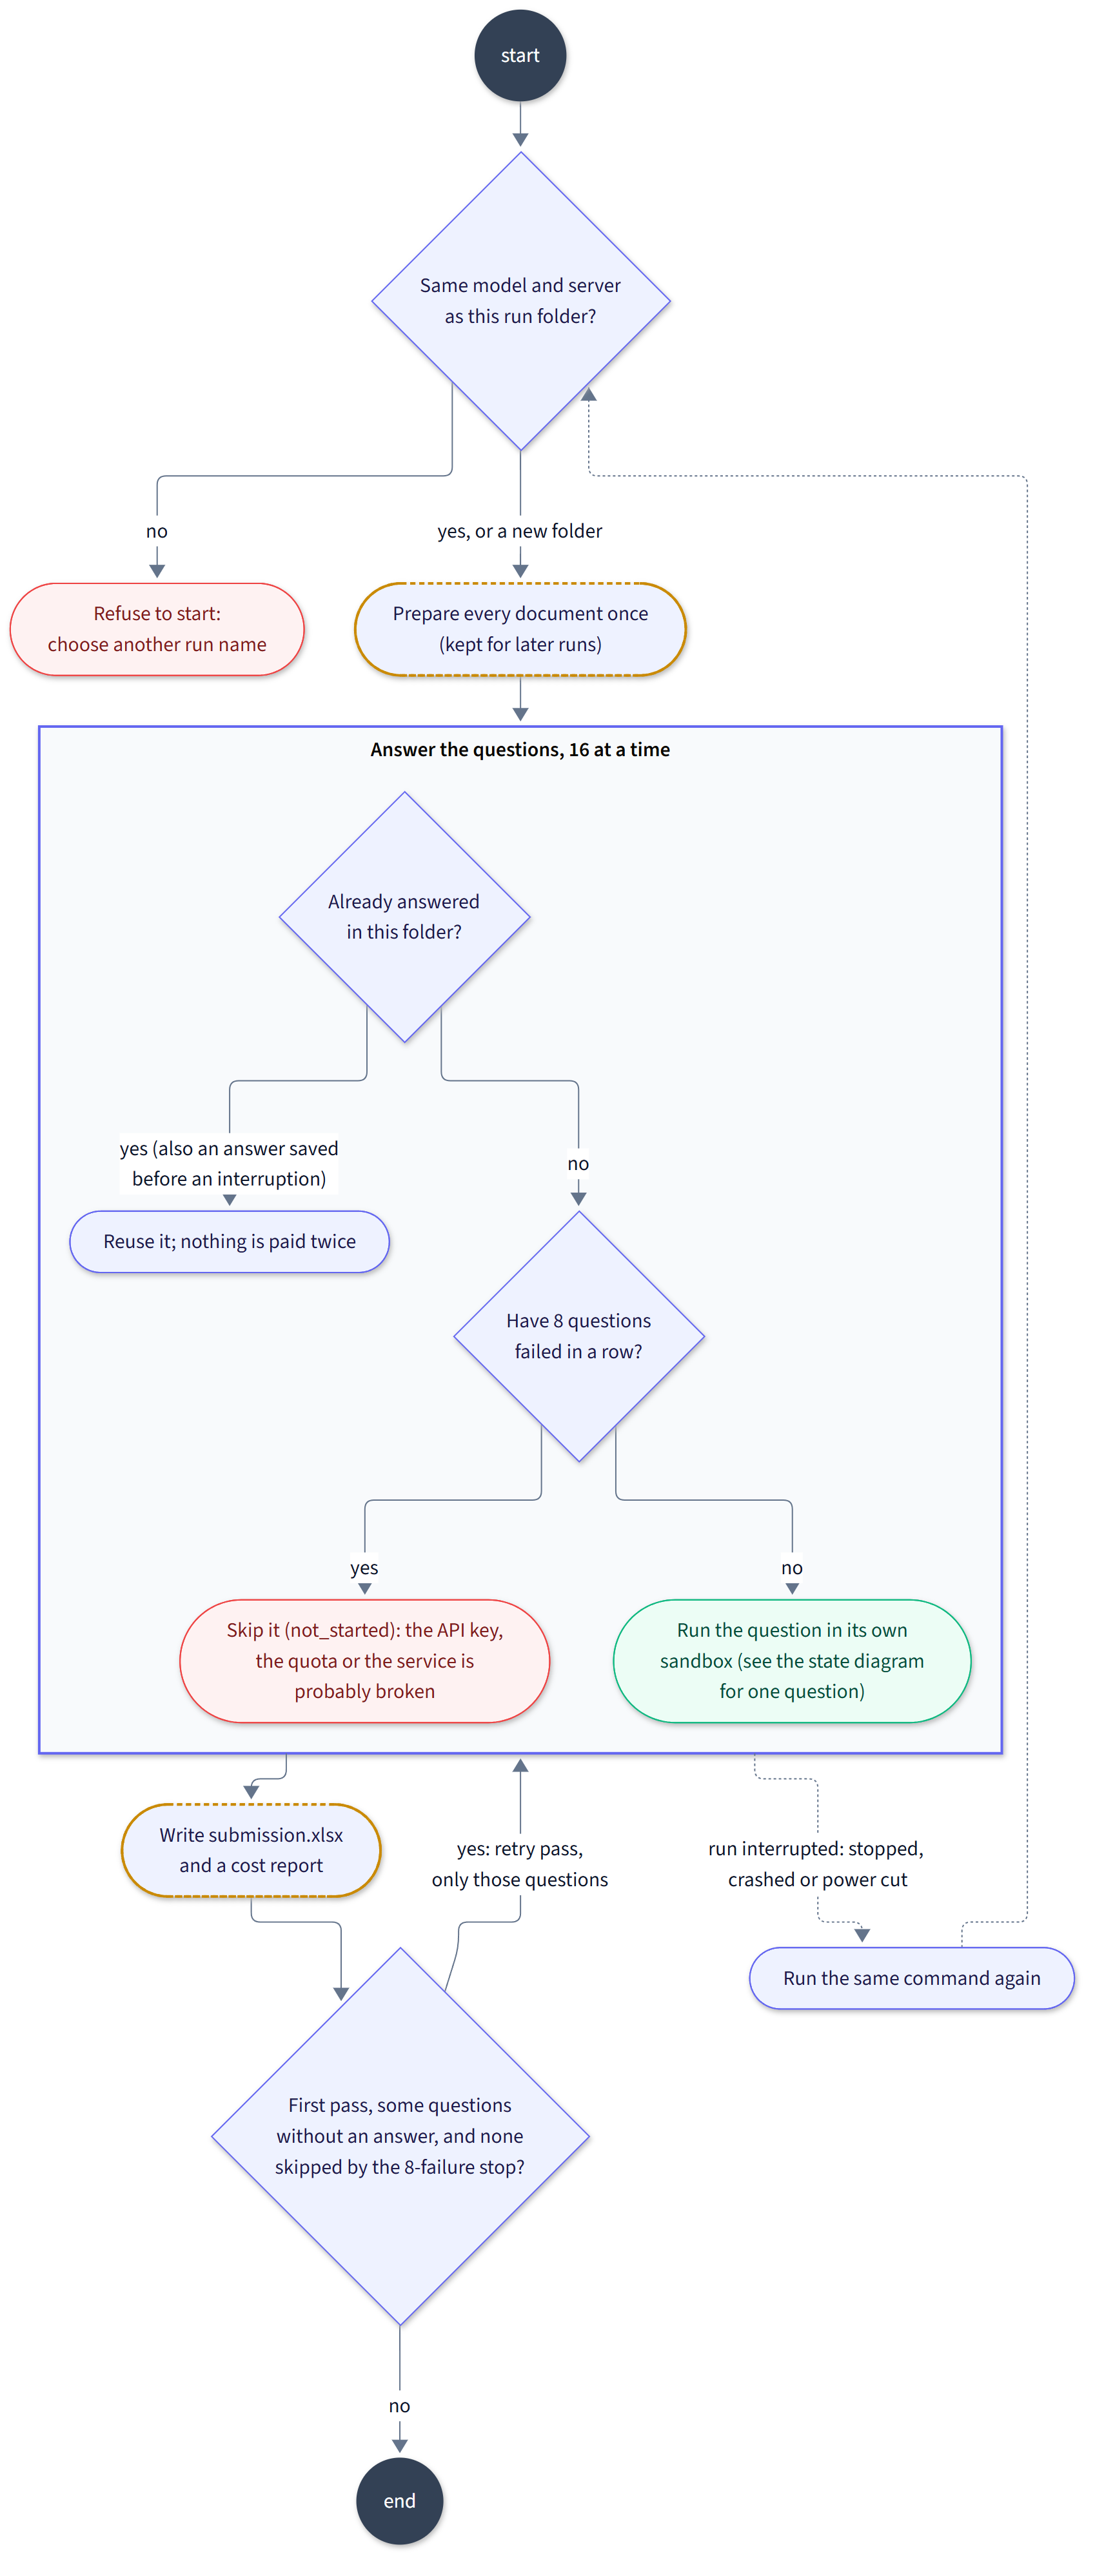 start
Same model and server
as this run folder?
no
yes, or a new folder
Refuse to start:
choose another run name
Prepare every document once
(kept for later runs)
Answer the questions, 16 at a time
Already answered
in this folder?
yes (also an answer saved
before an interruption)
no
Reuse it; nothing is paid twice
Have 8 questions
failed in a row?
yes
no
Skip it (not_started): the API key,
the quota or the service is
probably broken
Run the question in its own
sandbox (see the state diagram
for one question)
Write submission.xlsx
and a cost report
yes: retry pass,
only those questions
run interrupted: stopped,
crashed or power cut
Run the same command again
First pass, some questions
without an answer, and none
skipped by the 8-failure stop?
no
end